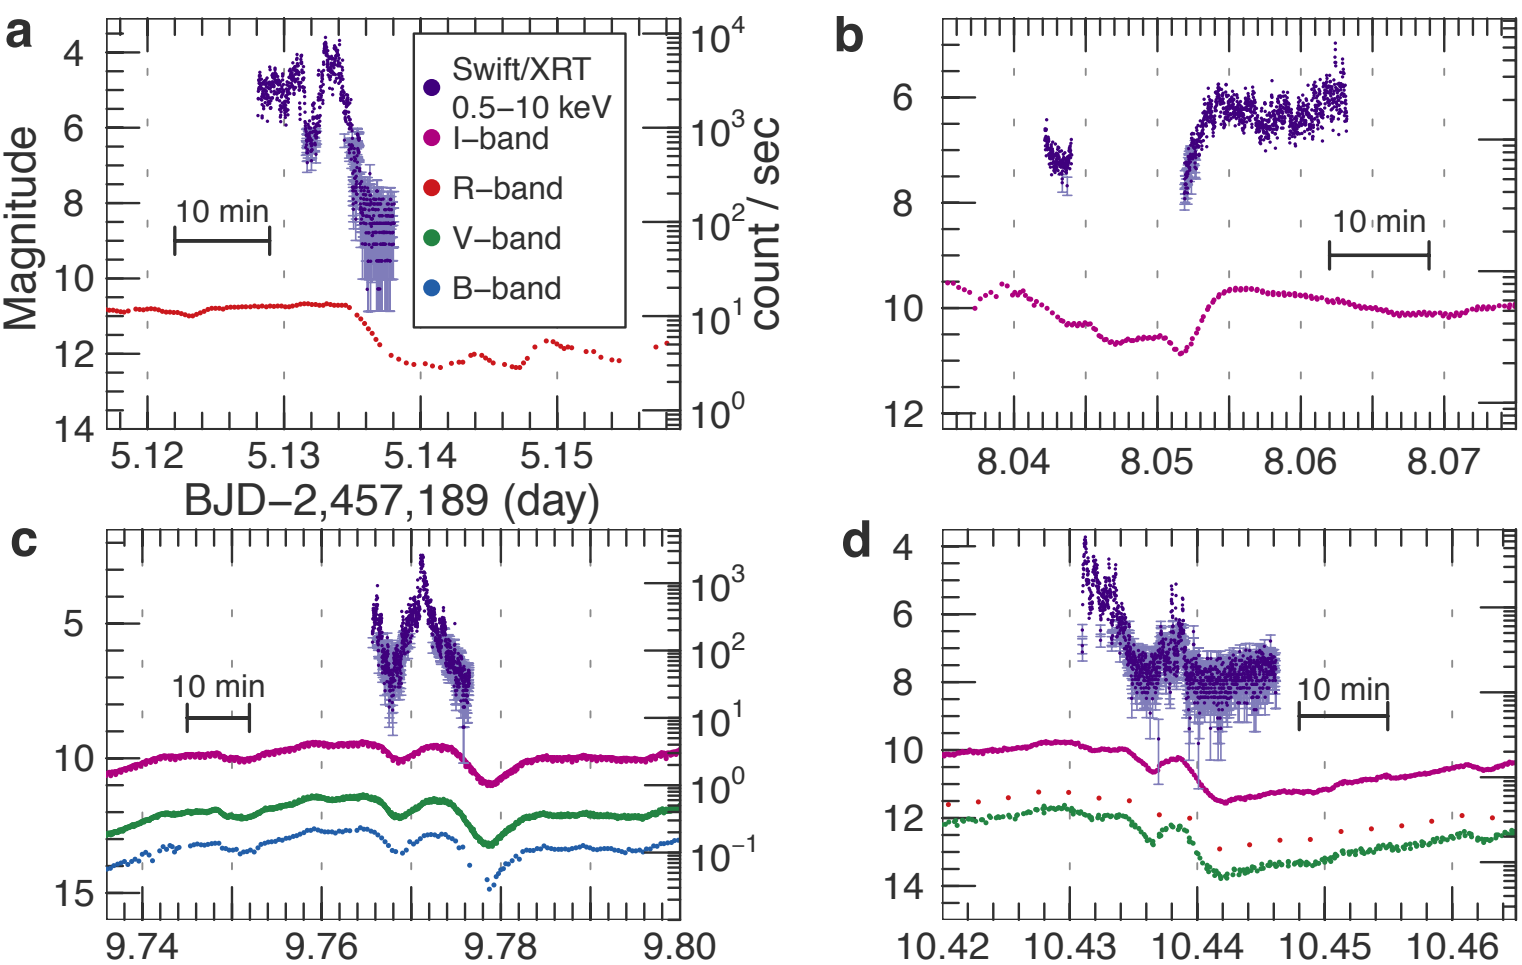 a
4
6
8
10
12
14
Magnitude
10 min
Swift/XRT
0.5–10 keV
I–band
R–band
V–band
B–band
10^4
10^3
10^2
10^1
10^0
count / sec
5.12 5.13 5.14 5.15
BJD–2,457,189 (day)
b
6
8
10
12
10 min
8.04 8.05 8.06 8.07
c
5
10
15
10 min
10^3
10^2
10^1
10^0
10^−1
9.74 9.76 9.78 9.80
d
4
6
8
10
12
14
10 min
10.42 10.43 10.44 10.45 10.46